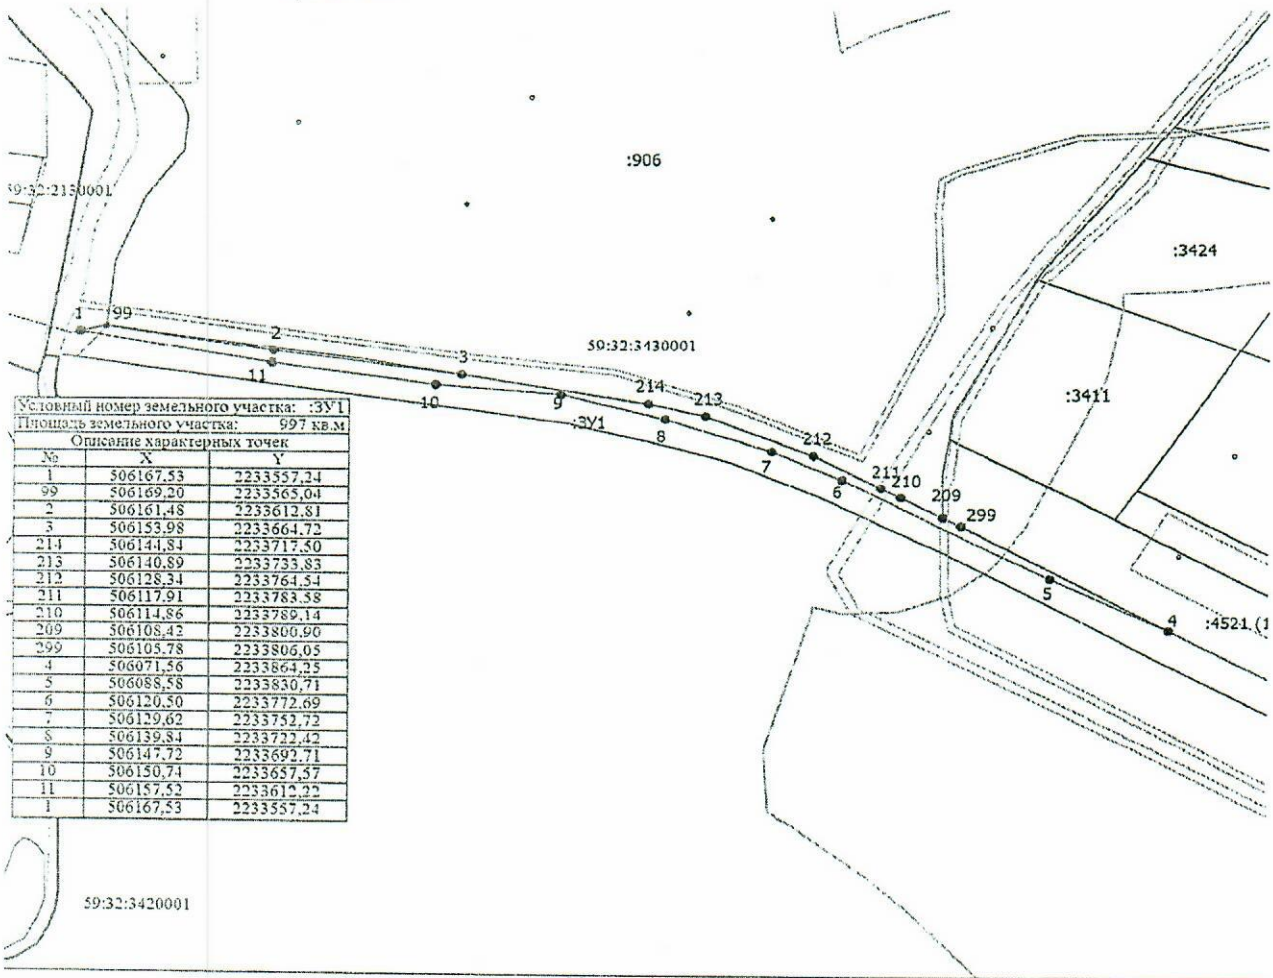 :906
59:32:2130001
:3424
1 99
2
59:32:3430001
3
11
214 213
:3411
10
9
Условный номер земельного участка: :ЗУ1
:ЗУ1
8
212
Площадь земельного участка: 997 кв.м
Описание характерных точек
7
211
№ X Y
210
6
1 506167,53 2233557,24
209
99 506169,20 2233565,04
299
2 506161,48 2233612,81
3 506153,98 2233664,72
214 506144,84 2233717,50
213 506140,89 2233733,83
212 506128,34 2233764,54
5
211 506117,91 2233783,58
210 506114,86 2233789,14
4
:4521 (1
209 506108,42 2233800,90
299 506105,78 2233806,05
4 506071,56 2233864,25
5 506088,58 2233830,71
6 506120,50 2233772,69
7 506129,62 2233752,72
8 506139,84 2233722,42
9 506147,72 2233692,71
10 506150,74 2233657,57
11 506157,52 2233612,22
1 506167,53 2233557,24
59:32:3420001